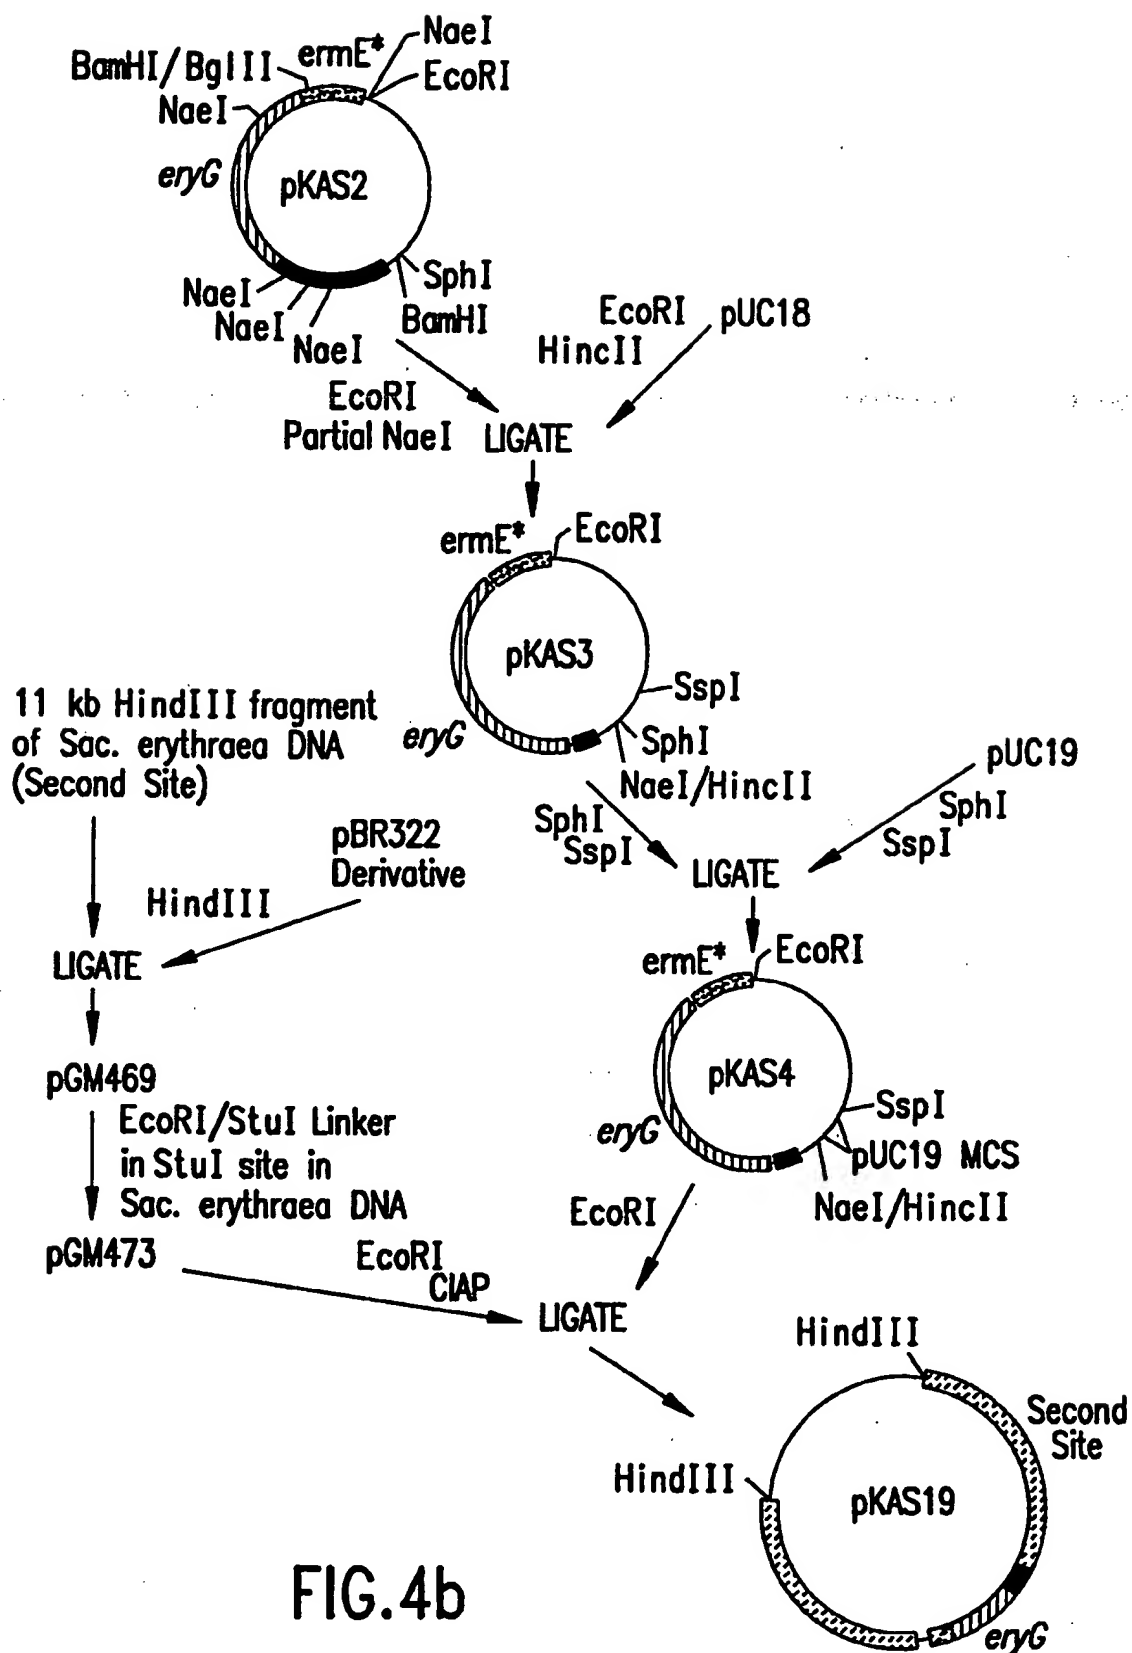 NaeI
ermE*
BamHI/BglII
EcoRI
NaeI
eryG
pKAS2
SphI
NaeI
BamHI
NaeI
NaeI
EcoRI
pUC18
HincII
EcoRI
Partial NaeI
LIGATE
ermE*
EcoRI
pKAS3
SspI
11 kb HindIII fragment
of Sac. erythraea DNA
(Second Site)
eryG
SphI
NaeI/HincII
pUC19
SphI
SspI
SphI
SspI
pBR322
Derivative
LIGATE
HindIII
LIGATE
ermE*
EcoRI
pKAS4
pGM469
SspI
EcoRI/StuI Linker
in StuI site in
Sac. erythraea DNA
eryG
pUC19 MCS
NaeI/HincII
EcoRI
pGM473
EcoRI
CIAP
LIGATE
HindIII
Second
Site
HindIII
pKAS19
eryG
FIG.4b